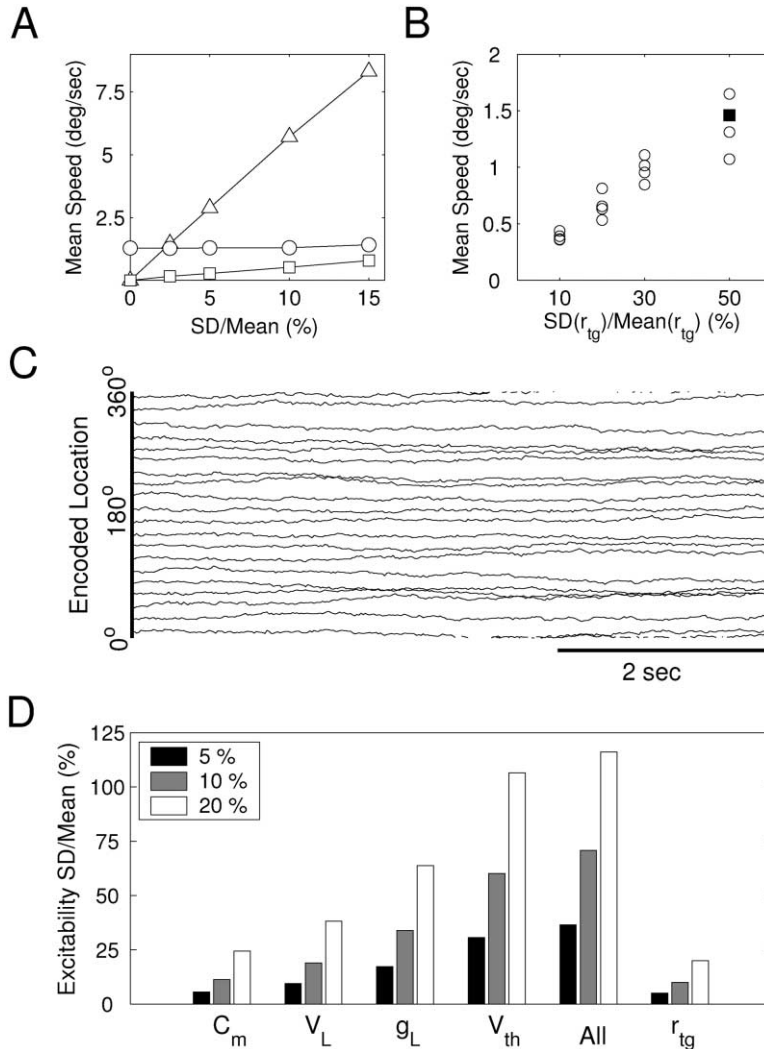 A
Mean Speed (deg/sec)
7.5
5
2.5
0
5
10
15
SD/Mean (%)
B
Mean Speed (deg/sec)
2
1.5
1
0.5
0
10
30
50
SD(r_tg)/Mean(r_tg) (%)
C
Encoded Location
360°
180°
0°
2 sec
D
Excitability SD/Mean (%)
125
100
75
50
25
0
5 %
10 %
20 %
C_m
V_L
g_L
V_th
All
r_tg